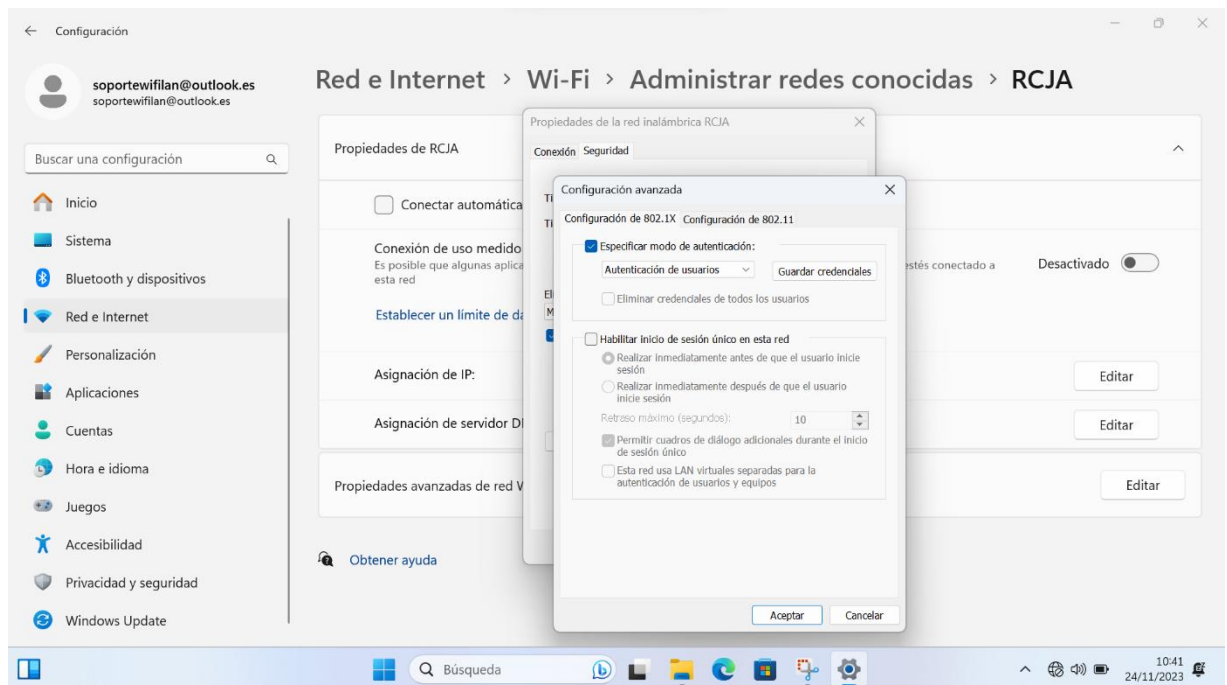 Configuración
soportewifilan@outlook.es
soportewifilan@outlook.es
Buscar una configuración
Inicio
Sistema
Bluetooth y dispositivos
Red e Internet
Personalización
Aplicaciones
Cuentas
Hora e idioma
Juegos
Accesibilidad
Privacidad y seguridad
Windows Update
Red e Internet > Wi-Fi > Administrar redes conocidas > RCJA
Propiedades de RCJA
Conectar automática
Conexión de uso medido
Es posible que algunas aplica
estés conectado a
esta red
Desactivado
Establecer un límite de da
Asignación de IP:
Editar
Asignación de servidor D
Editar
Propiedades avanzadas de red W
Editar
Obtener ayuda
Propiedades de la red inalámbrica RCJA
Conexión Seguridad
Ti
Ti
El
M
Configuración avanzada
Configuración de 802.1X Configuración de 802.11
Especificar modo de autenticación:
Autenticación de usuarios
Guardar credenciales
Eliminar credenciales de todos los usuarios
Habilitar inicio de sesión único en esta red
Realizar inmediatamente antes de que el usuario inicie
sesión
Realizar inmediatamente después de que el usuario
inicie sesión
Retraso máximo (segundos): 10
Permitir cuadros de diálogo adicionales durante el inicio
de sesión único
Esta red usa LAN virtuales separadas para la
autenticación de usuarios y equipos
Aceptar Cancelar
Búsqueda
10:41
24/11/2023